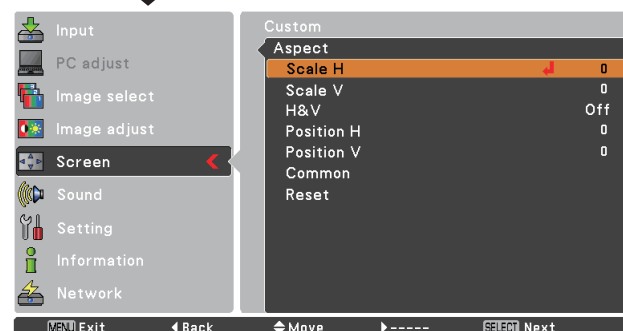 Input
PC adjust
Image select
Image adjust
Screen
Sound
Setting
Information
Network
Custom
Aspect
Scale H 0
Scale V 0
H&V Off
Position H 0
Position V 0
Common
Reset
MENU Exit Back Move ----- SELECT Next